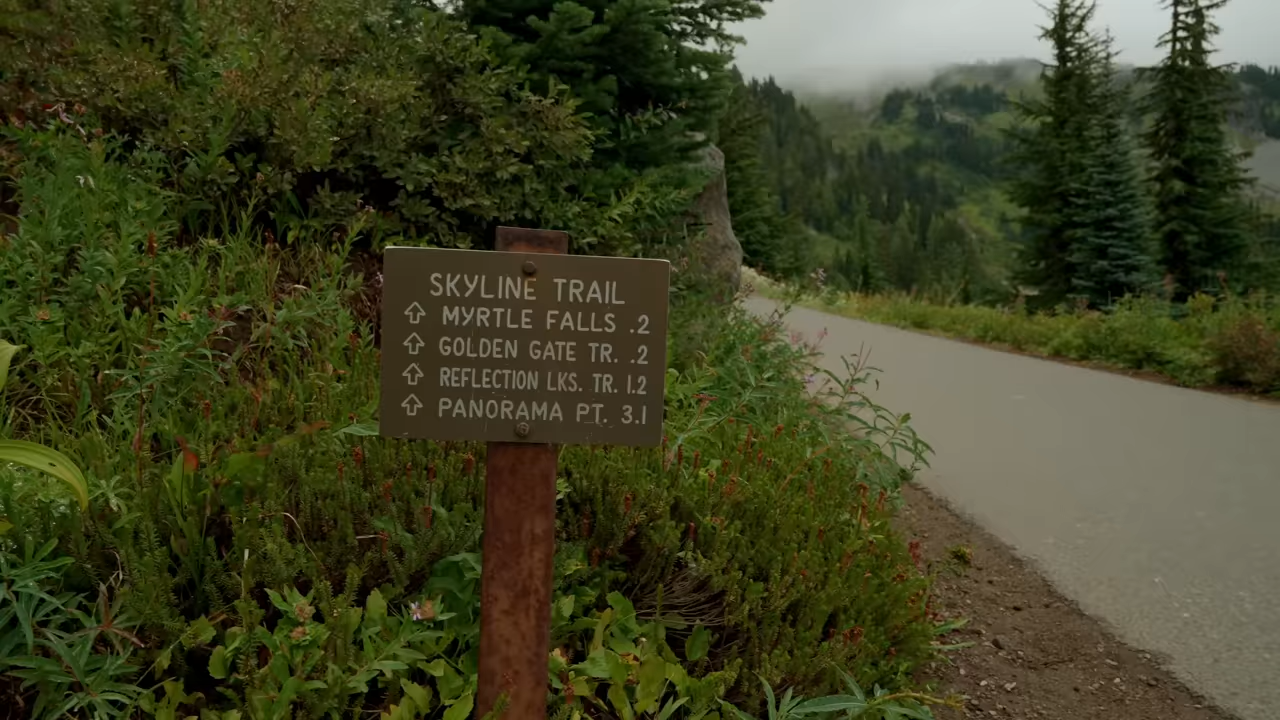 SKYLINE TRAIL
⇧ MYRTLE FALLS .2
⇧ GOLDEN GATE TR. .2
⇧ REFLECTION LKS. TR. 1.2
⇧ PANORAMA PT. 3.1